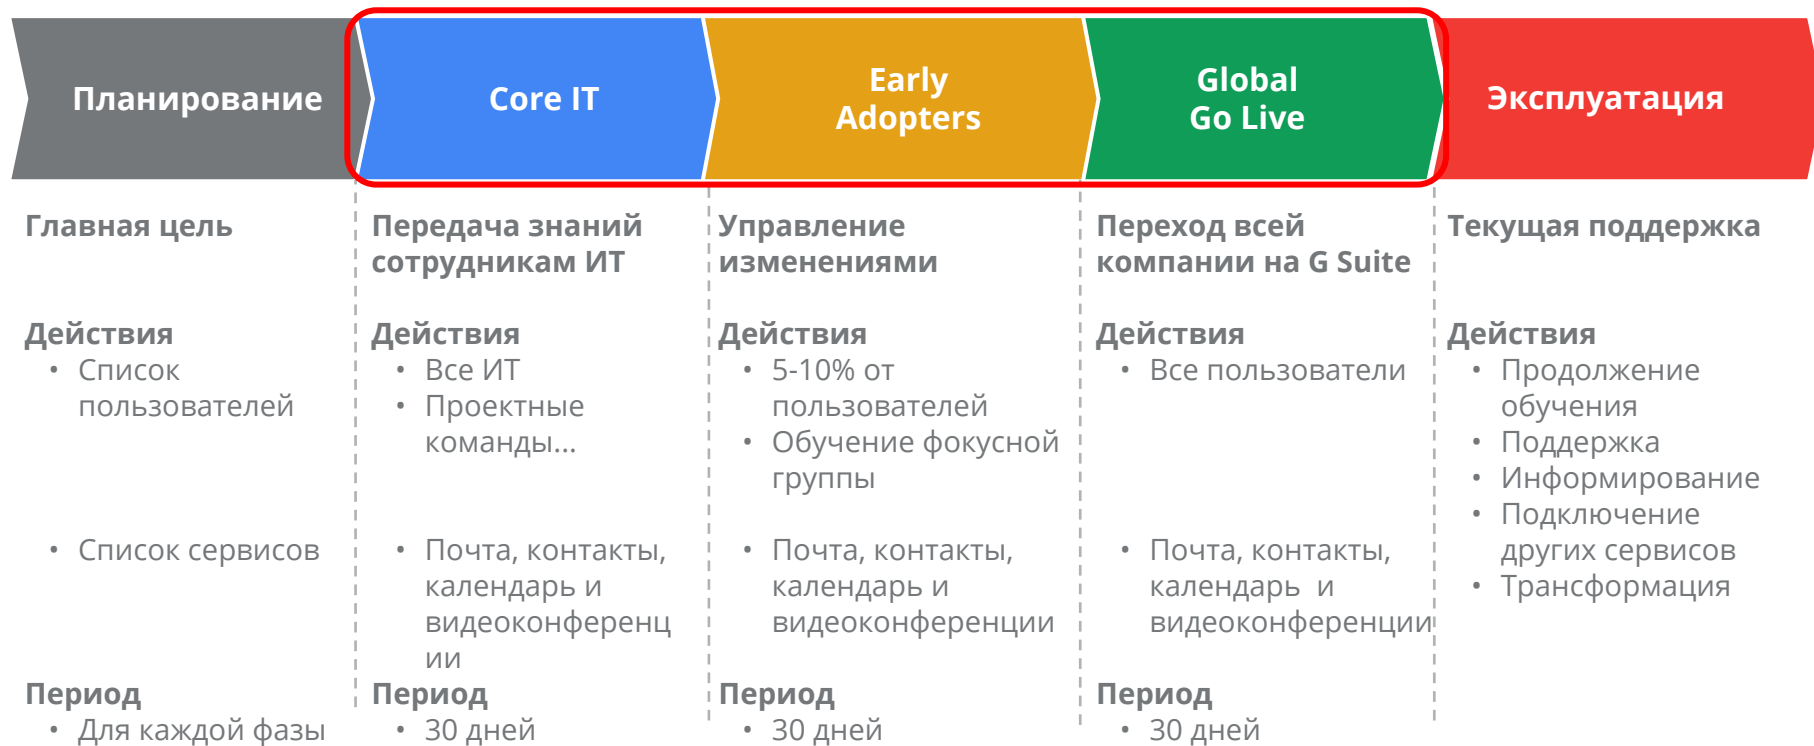 Планирование
Core IT
Early
Adopters
Global
Go Live
Эксплуатация
Главная цель
Действия
• Список
пользователей
• Список сервисов
Период
• Для каждой фазы
Передача знаний
сотрудникам ИТ
Действия
• Все ИТ
• Проектные
команды...
• Почта, контакты,
календарь и
видеоконференц
ии
Период
• 30 дней
Управление
изменениями
Действия
• 5-10% от
пользователей
• Обучение фокусной
группы
• Почта, контакты,
календарь и
видеоконференции
Период
• 30 дней
Переход всей
компании на G Suite
Действия
• Все пользователи
• Почта, контакты,
календарь и
видеоконференции
Период
• 30 дней
Текущая поддержка
Действия
• Продолжение
обучения
• Поддержка
• Информирование
• Подключение
других сервисов
• Трансформация